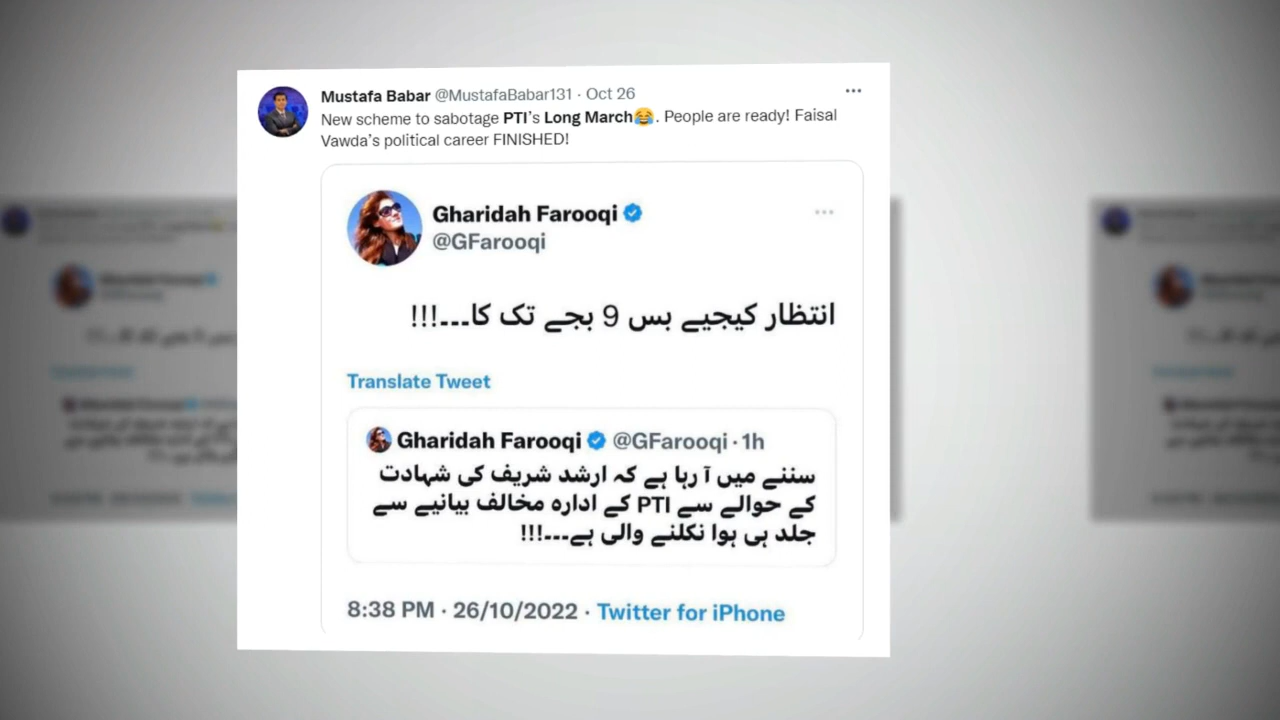 Mustafa Babar @MustafaBabar131 · Oct 26
New scheme to sabotage PTI's Long March😂. People are ready! Faisal
Vawda's political career FINISHED!
Gharidah Farooqi
@GFarooqi
انتظار کیجیے بس 9 بجے تک کا۔۔۔!!!
Translate Tweet
Gharidah Farooqi @GFarooqi · 1h
سننے میں آ رہا ہے کہ ارشد شریف کی شہادت
کے حوالے سے PTI کے ادارہ مخالف بیانیے سے
جلد ہی ہوا نکلنے والی ہے۔۔۔!!!
8:38 PM · 26/10/2022 · Twitter for iPhone